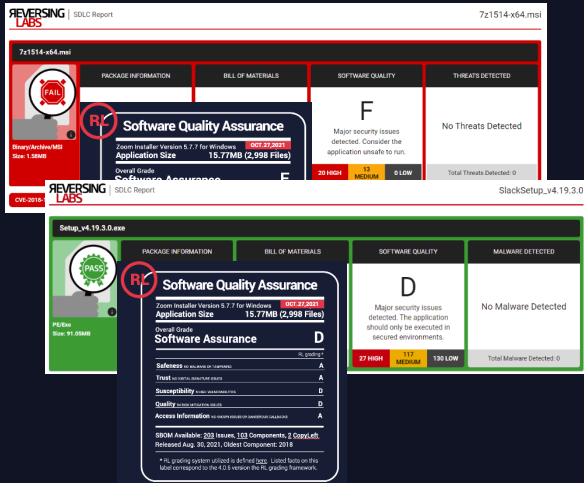 REVERSING
LABS
SDLC Report
7z1514-x64.msi
7z1514-x64.msi
FAIL
Binary/Archive/MSI
Size: 1.58MB
PACKAGE INFORMATION
BILL OF MATERIALS
SOFTWARE QUALITY
F
Major security issues
detected. Consider the
application unsafe to run.
20 HIGH
13
MEDIUM
0 LOW
THREATS DETECTED
No Threats Detected
Total Threats Detected: 0
RL
Software Quality Assurance
Zoom Installer Version 5.7.7 for Windows OCT.27,2021
Application Size 15.77MB (2,998 Files)
Overall Grade
Software Assurance
REVERSING
LABS
SDLC Report
SlackSetup_v4.19.3.0
Setup_v4.19.3.0.exe
PASS
PE/Exe
Size: 91.05MB
PACKAGE INFORMATION
BILL OF MATERIALS
SOFTWARE QUALITY
D
Major security issues
detected. The application
should only be executed in
secured environments.
27 HIGH
117
MEDIUM
130 LOW
MALWARE DETECTED
No Malware Detected
Total Malware Detected: 0
RL
Software Quality Assurance
Zoom Installer Version 5.7.7 for Windows OCT.27,2021
Application Size 15.77MB (2,998 Files)
Overall Grade
Software Assurance D
RL grading *
Safeness NO MALWARE OR TAMPERING A
Trust NO DIGITAL SIGNATURE ISSUES A
Susceptibility D
Quality D
Access Information A
SBOM Available: 203 Issues, 103 Components, 2 CopyLeft
Released Aug. 30, 2021, Oldest Component: 2018
* RL grading system utilized is defined here. Listed facts on this
label correspond to the 4.0.6 version the RL grading framework.